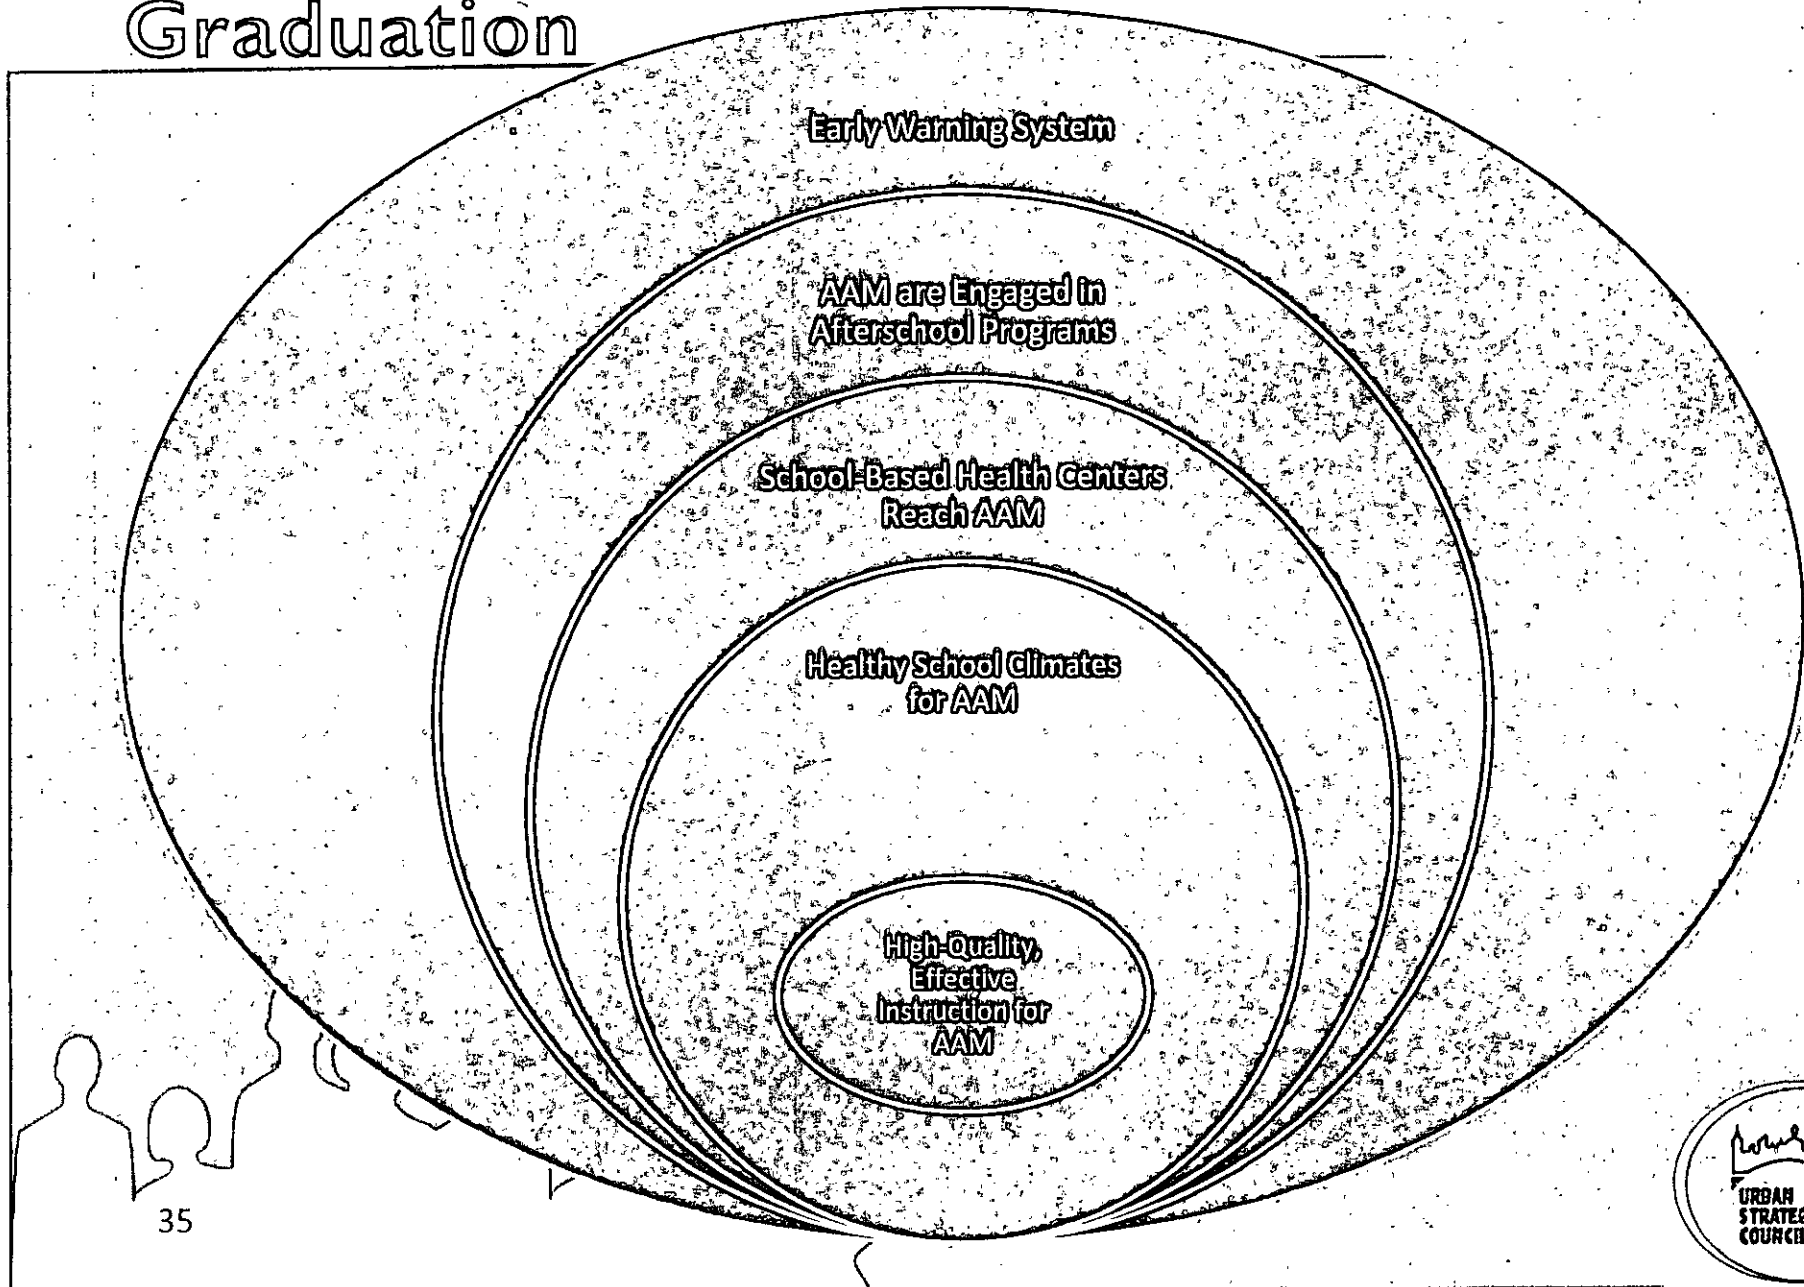 Graduation
Early Warning System
AAM are Engaged in
Afterschool Programs
School-Based Health Centers
Reach AAM
Healthy School Climates
for AAM
High-Quality,
Effective
Instruction for
AAM
35
URBAN
STRATEG
COUNCI